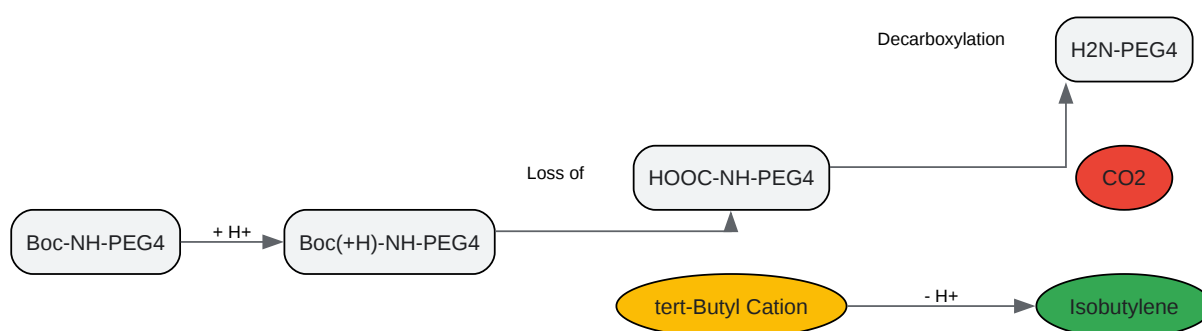 Decarboxylation
H2N-PEG4
Loss of
HOOC-NH-PEG4
CO2
Boc-NH-PEG4
+ H+
Boc(+H)-NH-PEG4
tert-Butyl Cation
- H+
Isobutylene